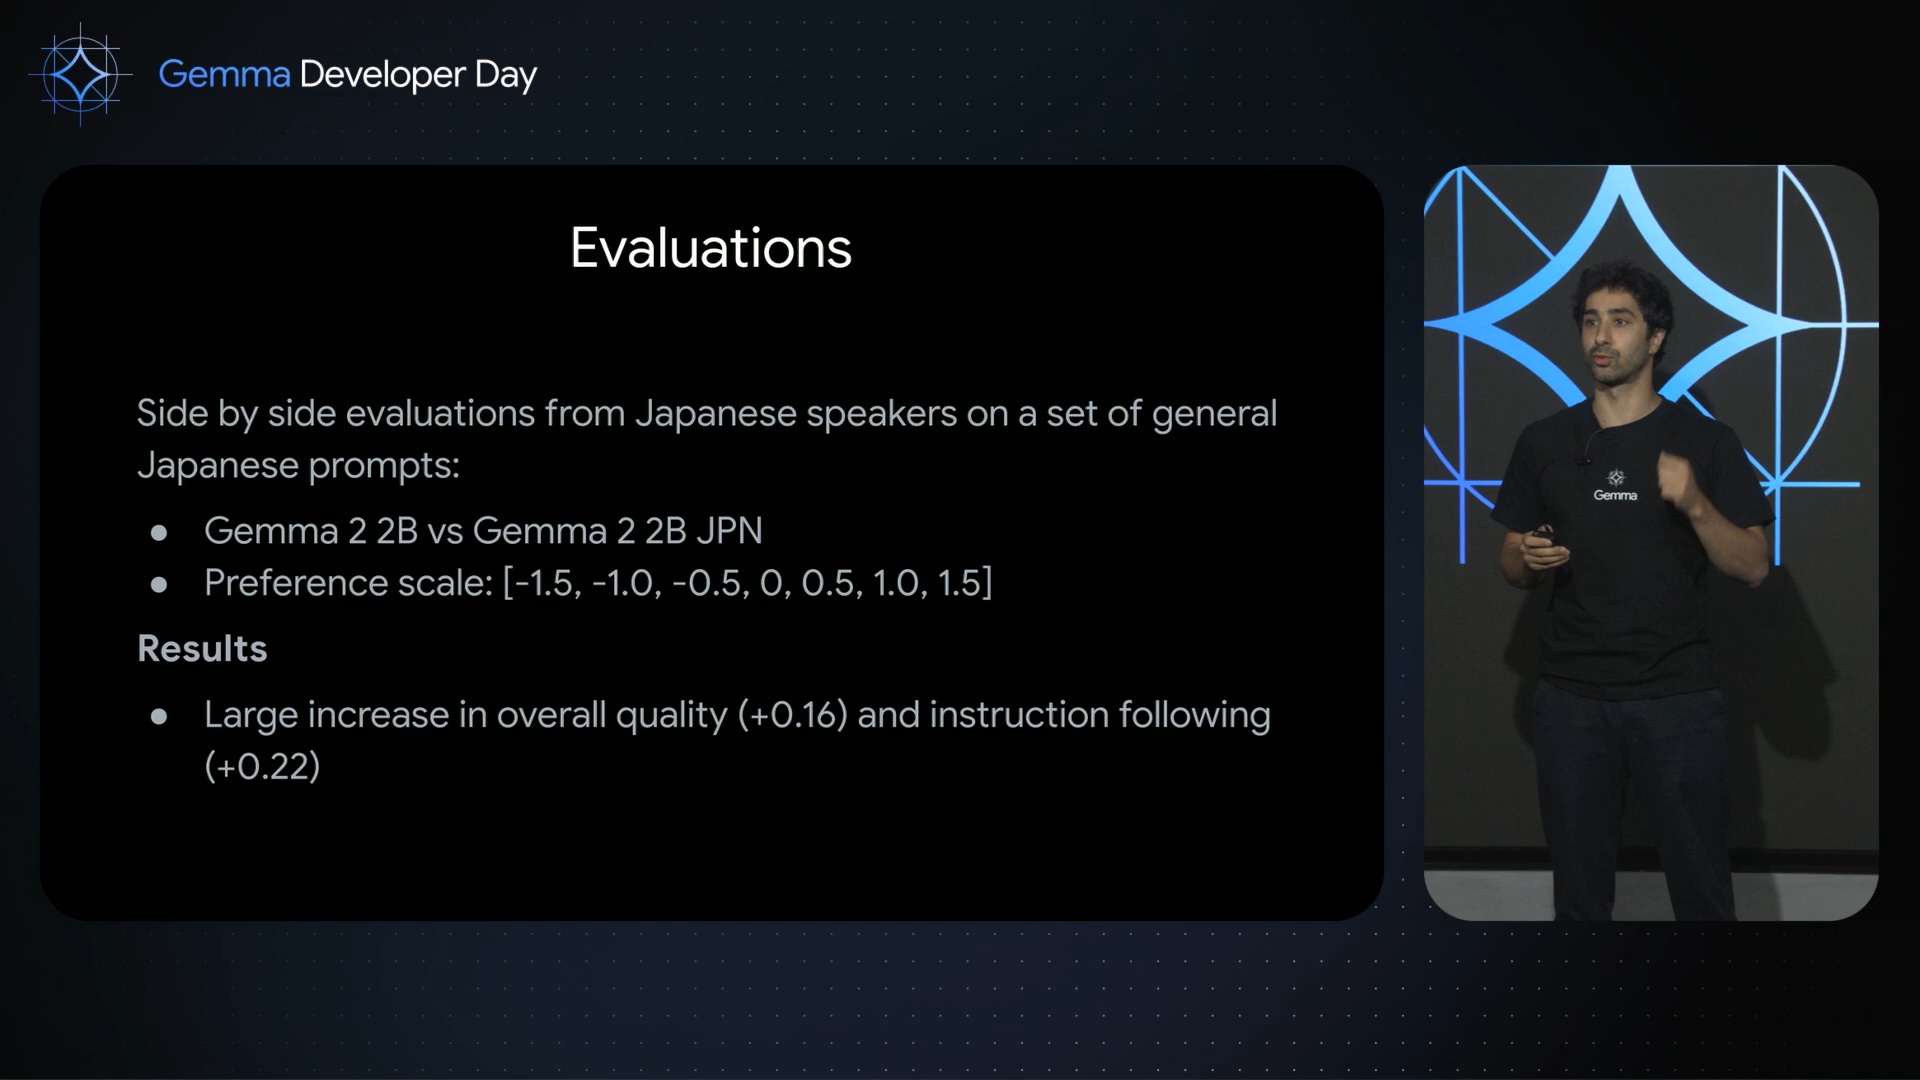 Gemma Developer Day
Evaluations
Side by side evaluations from Japanese speakers on a set of general
Japanese prompts:
● Gemma 2 2B vs Gemma 2 2B JPN
● Preference scale: [-1.5, -1.0, -0.5, 0, 0.5, 1.0, 1.5]
Results
● Large increase in overall quality (+0.16) and instruction following
(+0.22)
Gemma